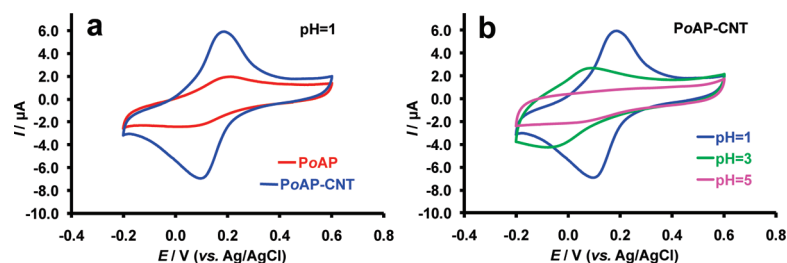 a
pH=1
6.0
4.0
2.0
0.0
-2.0
-4.0
-6.0
-8.0
-10.0
I / µA
PoAP
PoAP-CNT
-0.4 -0.2 0.0 0.2 0.4 0.6 0.8
E / V (vs. Ag/AgCl)
b
PoAP-CNT
6.0
4.0
2.0
0.0
-2.0
-4.0
-6.0
-8.0
-10.0
I / µA
pH=1
pH=3
pH=5
-0.4 -0.2 0.0 0.2 0.4 0.6 0.8
E / V (vs. Ag/AgCl)